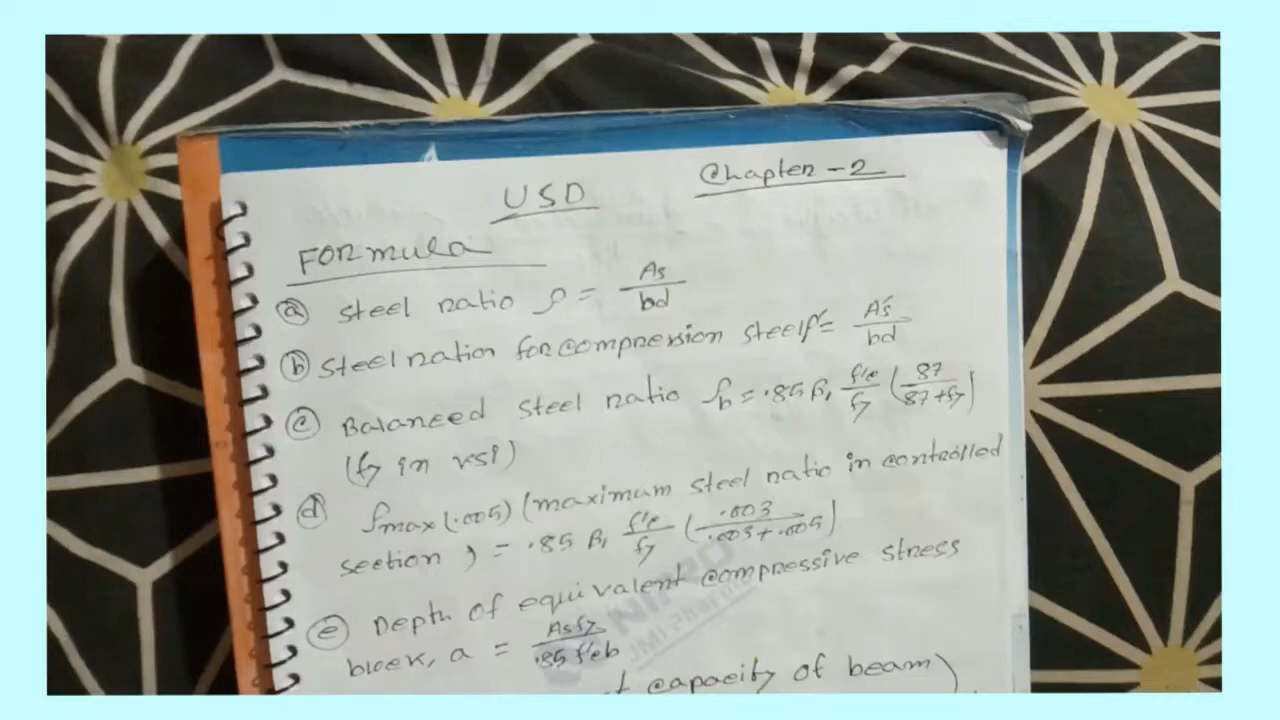 USD
Chapter - 2
Formula
(a) Steel ratio ρ = As/bd
(b) Steel ration for compression steel ρ' = A's/bd
(c) Balanced steel ratio ρb = .85 β₁ f'c/fy (87/87+fy)
(fy in ksi)
(d) ρmax (.005) (maximum steel ratio in controlled
section) = .85 β₁ f'c/fy (.003/.003+.005)
(e) Depth of equivalent compressive stress
block, a = Asfy/.85 f'cb
capacity of beam)